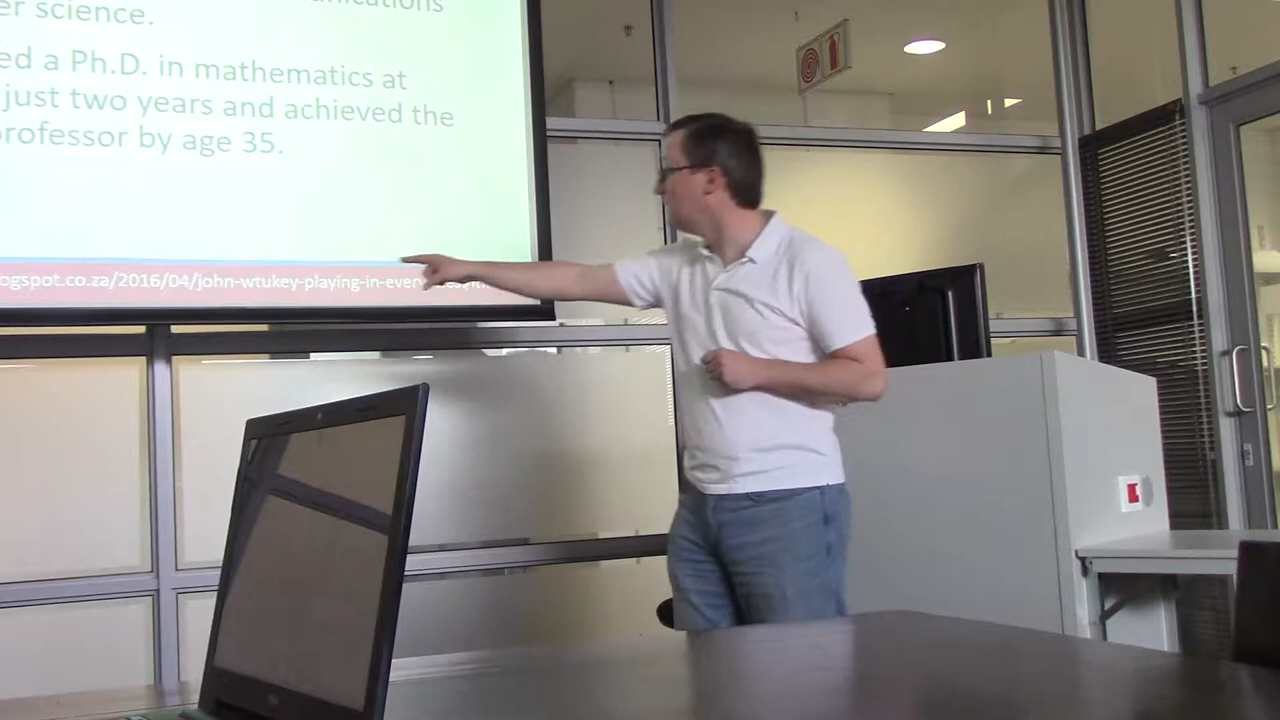 er science.
ed a Ph.D. in mathematics at
just two years and achieved the
professor by age 35.
ogspot.co.za/2016/04/john-wtukey-playing-in-